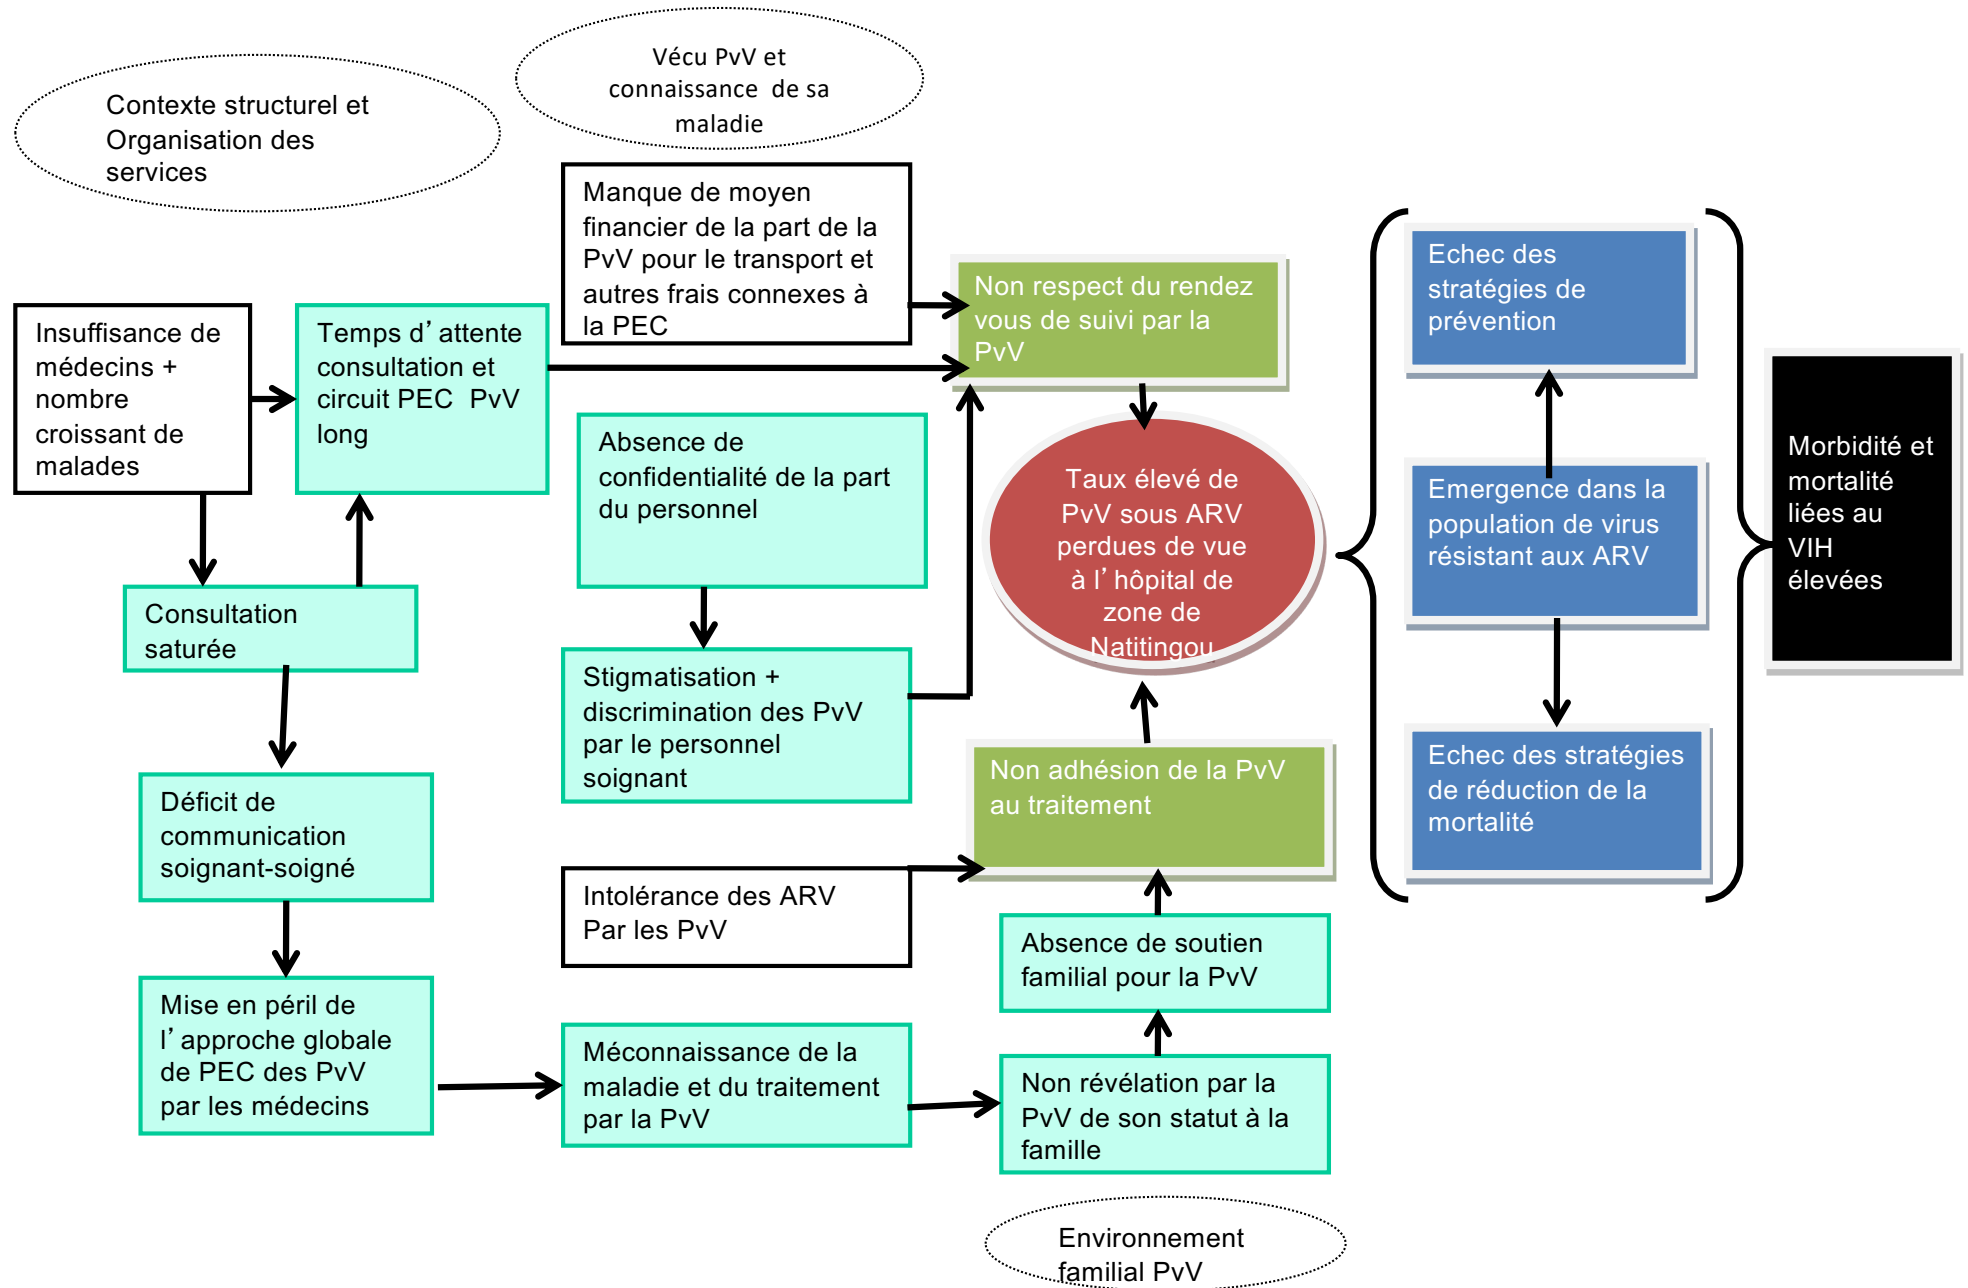 Vécu PvV et
connaissance de sa
maladie
Contexte structurel et
Organisation des
services
Manque de moyen
financier de la part de la
PvV pour le transport et
autres frais connexes à
la PEC
Insuffisance de
médecins +
nombre
croissant de
malades
Temps d’attente
consultation et
circuit PEC PvV
long
Non respect du rendez
vous de suivi par la
PvV
Absence de
confidentialité de la part
du personnel
Consultation
saturée
Stigmatisation +
discrimination des PvV
par le personnel
soignant
Taux élevé de
PvV sous ARV
perdues de vue
à l’hôpital de
zone de
Natitingou
Echec des
stratégies de
prévention
Emergence dans la
population de virus
résistant aux ARV
Echec des stratégies
de réduction de la
mortalité
Morbidité et
mortalité
liées au
VIH
élevées
Déficit de
communication
soignant-soigné
Non adhésion de la PvV
au traitement
Intolérance des ARV
Par les PvV
Absence de soutien
familial pour la PvV
Mise en péril de
l’approche globale
de PEC des PvV
par les médecins
Méconnaissance de la
maladie et du traitement
par la PvV
Non révélation par la
PvV de son statut à la
famille
Environnement
familial PvV